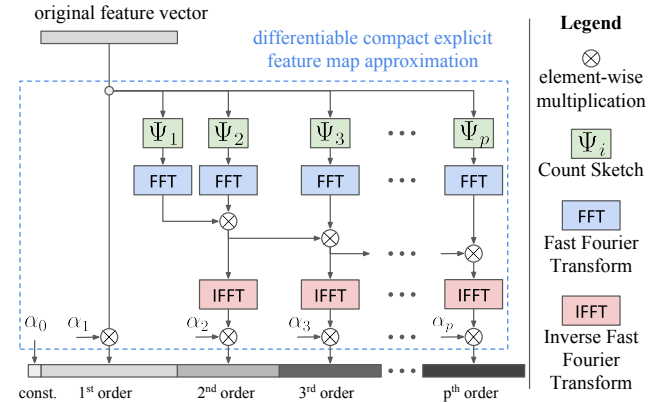 original feature vector
differentiable compact explicit
feature map approximation
Ψ₁ Ψ₂ Ψ₃ ••• Ψₚ
FFT FFT FFT ••• FFT
•••
IFFT IFFT ••• IFFT
α₀ α₁ α₂ α₃ ••• αₚ
•••
const. 1st order 2nd order 3rd order pth order
Legend
element-wise
multiplication
Ψᵢ
Count Sketch
FFT
Fast Fourier
Transform
IFFT
Inverse Fast
Fourier
Transform